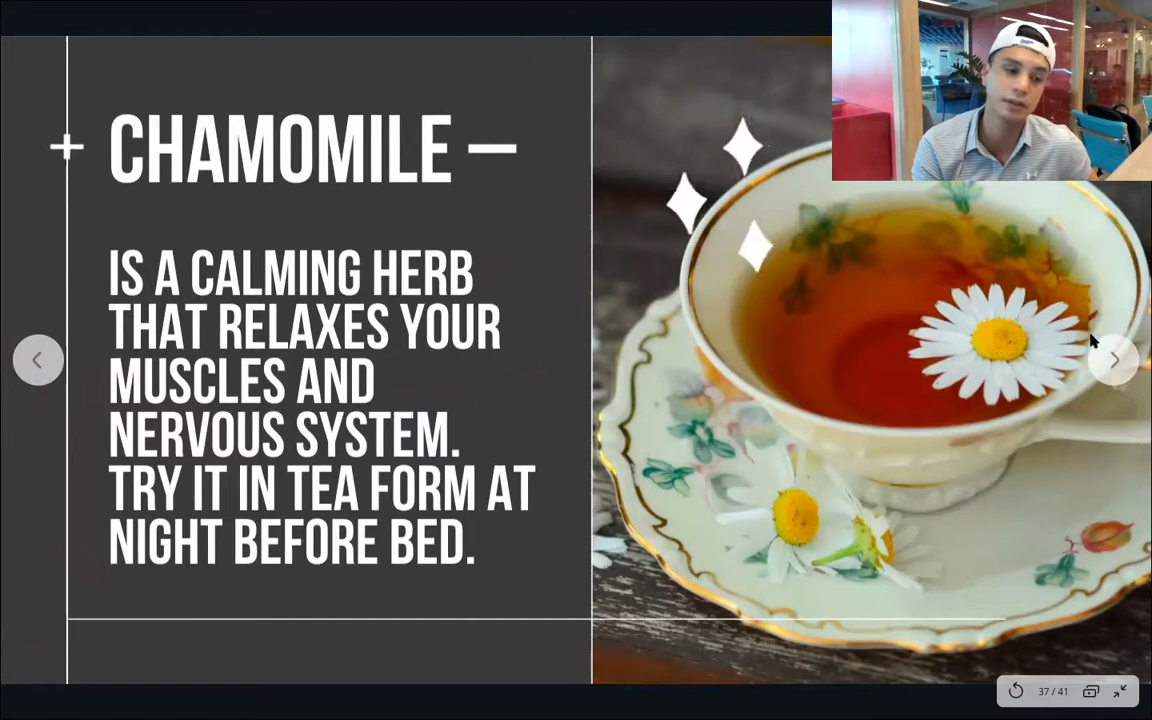 CHAMOMILE
IS A CALMING HERB
THAT RELAXES YOUR
MUSCLES AND
NERVOUS SYSTEM.
TRY IT IN TEA FORM AT
NIGHT BEFORE BED.
37 / 41